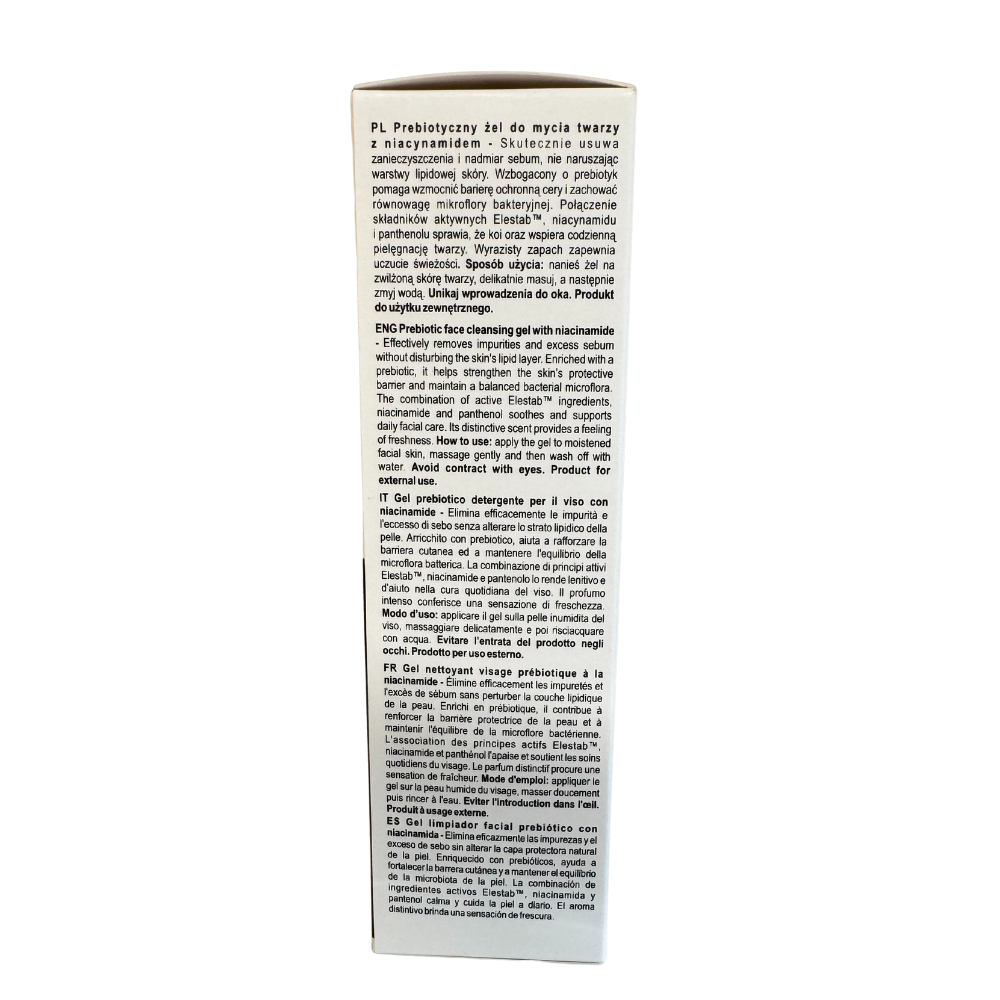 PL Prebiotyczny żel do mycia twarzy
z niacynamidem - Skutecznie usuwa
zanieczyszczenia i nadmiar sebum, nie naruszając
warstwy lipidowej skóry. Wzbogacony o prebiotyk
pomaga wzmocnić barierę ochronną cery i zachować
równowagę mikroflory bakteryjnej. Połączenie
składników aktywnych Elestab™, niacynamidu
i panthenolu sprawia, że koi oraz wspiera codzienną
pielęgnację twarzy. Wyrazisty zapach zapewnia
uczucie świeżości. Sposób użycia: nanieś żel na
zwilżoną skórę twarzy, delikatnie masuj, a następnie
zmyj wodą. Unikaj wprowadzenia do oka. Produkt
do użytku zewnętrznego.
ENG Prebiotic face cleansing gel with niacinamide
- Effectively removes impurities and excess sebum
without disturbing the skin's lipid layer. Enriched with a
prebiotic, it helps strengthen the skin's protective
barrier and maintain a balanced bacterial microflora.
The combination of active Elestab™ ingredients,
niacinamide and panthenol soothes and supports
daily facial care. Its distinctive scent provides a feeling
of freshness. How to use: apply the gel to moistened
facial skin, massage gently and then wash off with
water. Avoid contract with eyes. Product for
external use.
IT Gel prebiotico detergente per il viso con
niacinamide - Elimina efficacemente le impurità e
l'eccesso di sebo senza alterare lo strato lipidico della
pelle. Arricchito con prebiotico, aiuta a rafforzare la
barriera cutanea ed a mantenere l'equilibrio della
microflora batterica. La combinazione di principi attivi
Elestab™, niacinamide e pantenolo lo rende lenitivo e
d'aiuto nella cura quotidiana del viso. Il profumo
intenso conferisce una sensazione di freschezza.
Modo d'uso: applicare il gel sulla pelle inumidita del
viso, massaggiare delicatamente e poi risciacquare
con acqua. Evitare l'entrata del prodotto negli
occhi. Prodotto per uso esterno.
FR Gel nettoyant visage prébiotique à la
niacinamide - Élimine efficacement les impuretés et
l'excés de sébum sans perturber la couche lipidique
de la peau. Enrichi en prébiotique, il contribue à
renforcer la barrière protectrice de la peau et à
maintenir l'équilibre de la microflore bactérienne.
L'association des principes actifs Elestab™,
niacinamide et panthénol l'apaise et soutient les soins
quotidiens du visage. Le parfum distinctif procure une
sensation de fraîcheur. Mode d'emploi: appliquer le
gel sur la peau humide du visage, masser doucement
puis rincer à l'eau. Eviter l'introduction dans l'œil.
Produit à usage externe.
ES Gel limpiador facial prebiótico con
niacinamida - Elimina eficazmente las impurezas y el
exceso de sebo sin alterar la capa protectora natural
de la piel. Enriquecido con prebióticos, ayuda a
fortalecer la barrera cutánea y a mantener el equilibrio
de la microbiota de la piel. La combinación de
ingredientes activos Elestab™, niacinamida y
pantenol calma y cuida la piel a diario. El aroma
distintivo brinda una sensación de frescura.